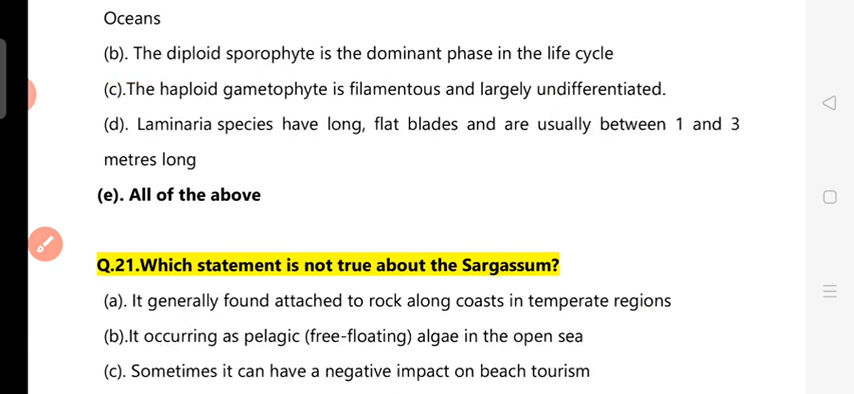 Oceans
(b). The diploid sporophyte is the dominant phase in the life cycle
(c).The haploid gametophyte is filamentous and largely undifferentiated.
(d). Laminaria species have long, flat blades and are usually between 1 and 3
metres long
(e). All of the above
Q.21.Which statement is not true about the Sargassum?
(a). It generally found attached to rock along coasts in temperate regions
(b).It occurring as pelagic (free-floating) algae in the open sea
(c). Sometimes it can have a negative impact on beach tourism